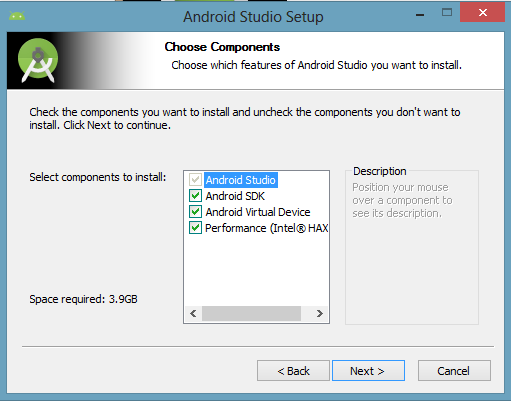 Android Studio Setup
Choose Components
Choose which features of Android Studio you want to install.
Check the components you want to install and uncheck the components you don't want to
install. Click Next to continue.
Select components to install:
Android Studio
Android SDK
Android Virtual Device
Performance (Intel® HAX
Description
Position your mouse
over a component to
see its description.
Space required: 3.9GB
< Back
Next >
Cancel